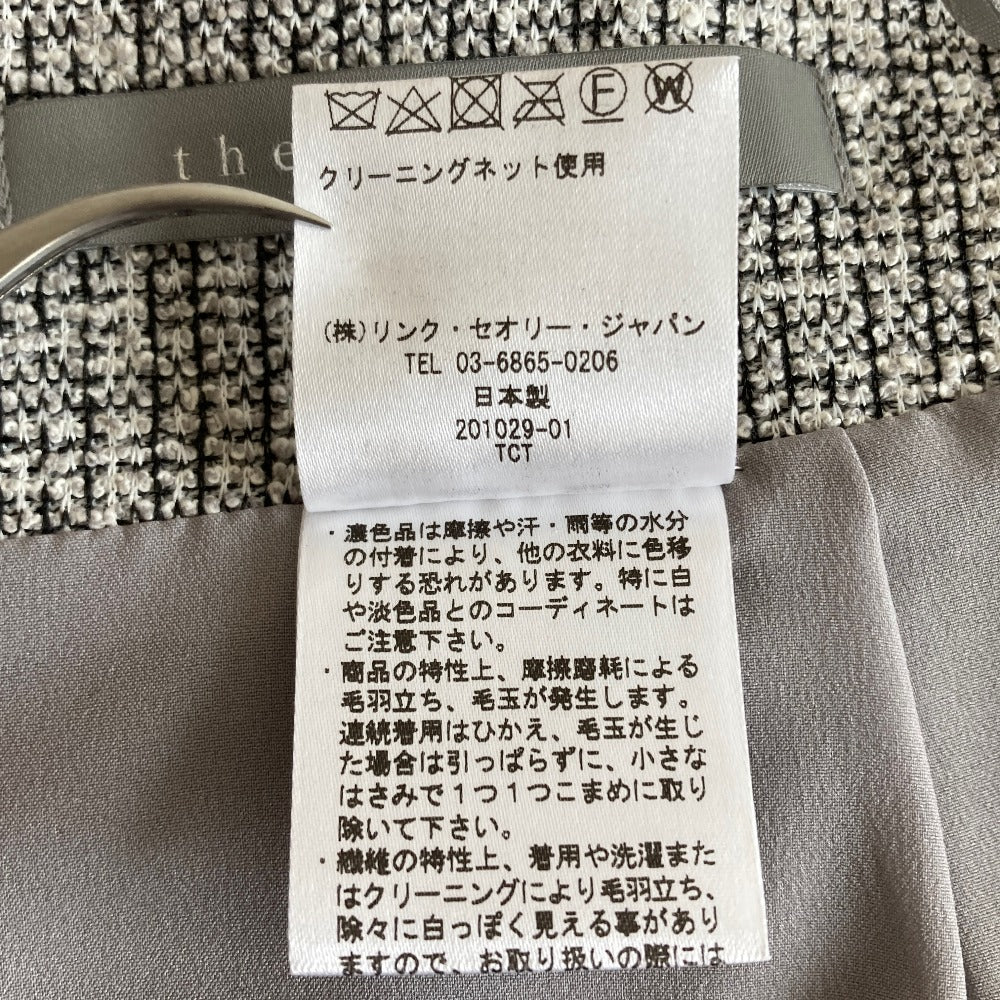 the
F W
クリーニングネット使用
(株)リンク・セオリー・ジャパン
TEL 03-6865-0206
日本製
201029-01
TCT
・濃色品は摩擦や汗・雨等の水分
の付着により、他の衣料に色移
りする恐れがあります。特に白
や淡色品とのコーディネートは
ご注意下さい。
・商品の特性上、摩擦磨耗による
毛羽立ち、毛玉が発生します。
連続着用はひかえ、毛玉が生じ
た場合は引っぱらずに、小さな
はさみで1つ1つこまめに取り
除いて下さい。
・繊維の特性上、着用や洗濯また
はクリーニングにより毛羽立ち、
除々に白っぽく見える事があり
ますので、お取り扱いの際には